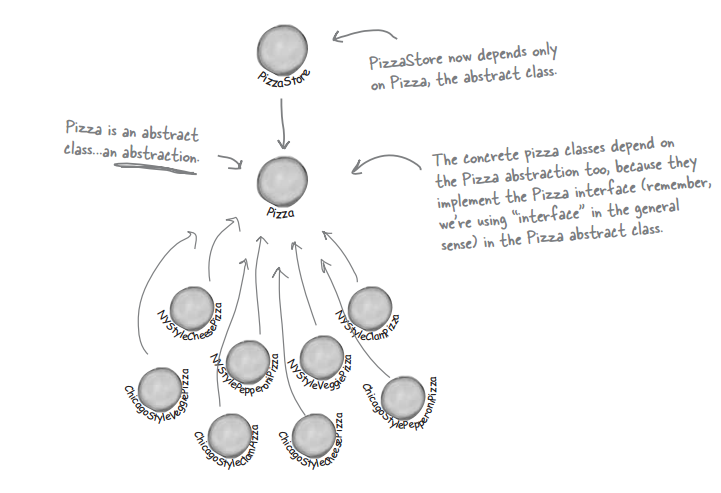 PizzaStore
PizzaStore now depends only
on Pizza, the abstract class.
Pizza is an abstract
class...an abstraction.
Pizza
The concrete pizza classes depend on
the Pizza abstraction too, because they
implement the Pizza interface (remember,
we're using "interface" in the general
sense) in the Pizza abstract class.
NYStyleCheesePizza
NYStyleClamPizza
NYStylePepperoniPizza
NYStyleVeggiePizza
ChicagoStyleVeggiePizza
ChicagoStylePepperoniPizza
ChicagoStyleClamPizza
ChicagoStyleCheesePizza